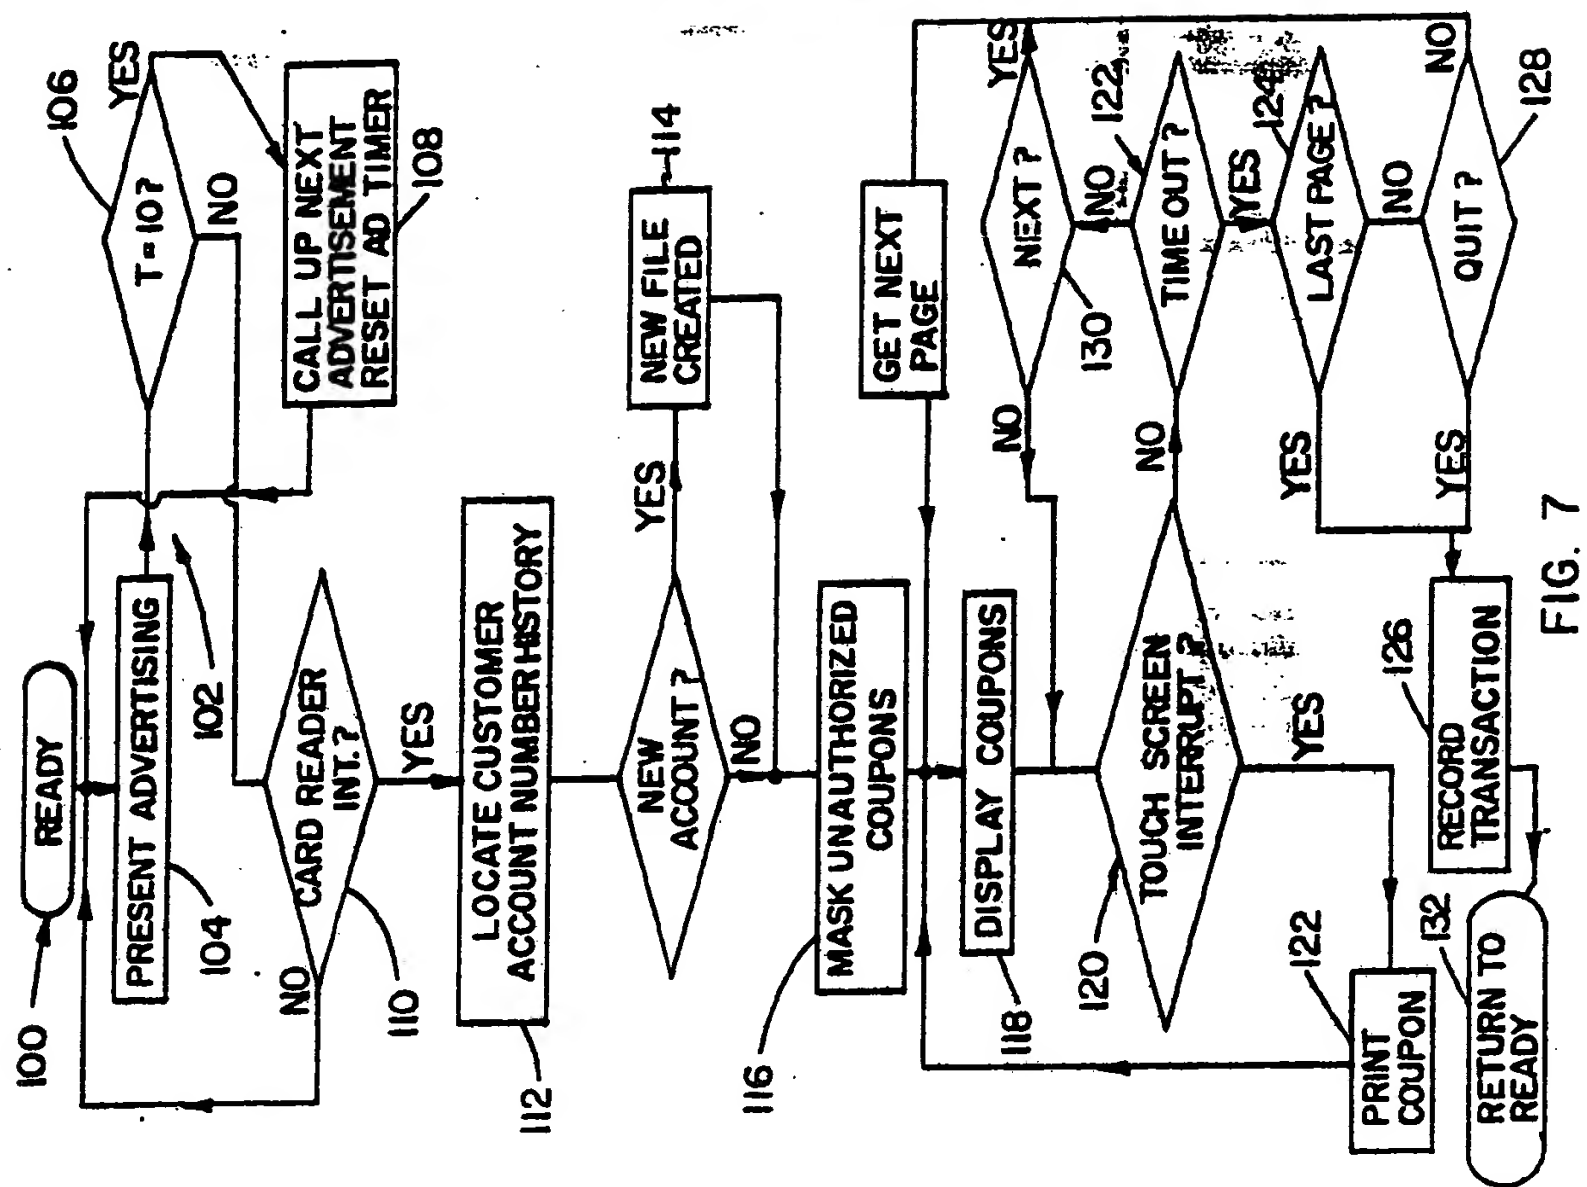 100
READY
PRESENT ADVERTISING
104
102
T=10?
106
YES
NO
CALL UP NEXT
ADVERTISEMENT
RESET AD TIMER
108
CARD READER
INT.?
110
NO
YES
LOCATE CUSTOMER
ACCOUNT NUMBER HISTORY
112
NEW
ACCOUNT?
YES
NO
NEW FILE
CREATED
114
MASK UNAUTHORIZED
COUPONS
116
GET NEXT
PAGE
DISPLAY COUPONS
118
NEXT?
YES
NO
130
TOUCH SCREEN
INTERRUPT?
120
NO
YES
TIME OUT?
122
NO
YES
LAST PAGE?
124
YES
NO
QUIT?
128
NO
YES
PRINT
COUPON
122
RECORD
TRANSACTION
126
RETURN TO
READY
132
FIG. 7